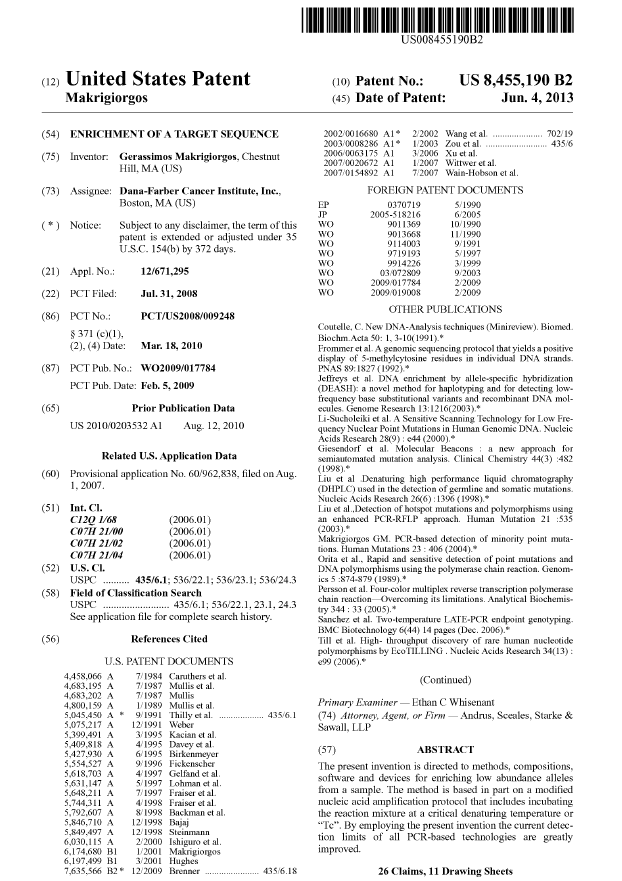 US008455190B2
(12) United States Patent
Makrigiorgos
(10) Patent No.: US 8,455,190 B2
(45) Date of Patent: Jun. 4, 2013
(54) ENRICHMENT OF A TARGET SEQUENCE
(75) Inventor: Gerassimos Makrigiorgos, Chestnut
Hill, MA (US)
(73) Assignee: Dana-Farber Cancer Institute, Inc.,
Boston, MA (US)
( * ) Notice: Subject to any disclaimer, the term of this
patent is extended or adjusted under 35
U.S.C. 154(b) by 372 days.
(21) Appl. No.: 12/671,295
(22) PCT Filed: Jul. 31, 2008
(86) PCT No.: PCT/US2008/009248
§ 371 (c)(1),
(2), (4) Date: Mar. 18, 2010
(87) PCT Pub. No.: WO2009/017784
PCT Pub. Date: Feb. 5, 2009
(65) Prior Publication Data
US 2010/0203532 A1 Aug. 12, 2010
Related U.S. Application Data
(60) Provisional application No. 60/962,838, filed on Aug.
1, 2007.
(51) Int. Cl.
C12Q 1/68 (2006.01)
C07H 21/00 (2006.01)
C07H 21/02 (2006.01)
C07H 21/04 (2006.01)
(52) U.S. Cl.
USPC .......... 435/6.1; 536/22.1; 536/23.1; 536/24.3
(58) Field of Classification Search
USPC ........................ 435/6.1; 536/22.1, 23.1, 24.3
See application file for complete search history.
(56) References Cited
U.S. PATENT DOCUMENTS
4,458,066 A 7/1984 Caruthers et al.
4,683,195 A 7/1987 Mullis et al.
4,683,202 A 7/1987 Mullis
4,800,159 A 1/1989 Mullis et al.
5,045,450 A * 9/1991 Thilly et al. ................... 435/6.1
5,075,217 A 12/1991 Weber
5,399,491 A 3/1995 Kacian et al.
5,409,818 A 4/1995 Davey et al.
5,427,930 A 6/1995 Birkenmeyer
5,554,527 A 9/1996 Fickenscher
5,618,703 A 4/1997 Gelfand et al.
5,631,147 A 5/1997 Lohman et al.
5,648,211 A 7/1997 Fraiser et al.
5,744,311 A 4/1998 Fraiser et al.
5,792,607 A 8/1998 Backman et al.
5,846,710 A 12/1998 Bajaj
5,849,497 A 12/1998 Steinmann
6,030,115 A 2/2000 Ishiguro et al.
6,174,680 B1 1/2001 Makrigiorgos
6,197,499 B1 3/2001 Hughes
7,635,566 B2 * 12/2009 Brenner ....................... 435/6.18
2002/0016680 A1* 2/2002 Wang et al. ................ 702/19
2003/0008286 A1* 1/2003 Zou et al. .................... 435/6
2006/0063175 A1 3/2006 Xu et al.
2007/0020672 A1 1/2007 Wittwer et al.
2007/0154892 A1 7/2007 Wain-Hobson et al.
FOREIGN PATENT DOCUMENTS
EP 0370719 5/1990
JP 2005-518216 6/2005
WO 9011369 10/1990
WO 9013668 11/1990
WO 9114003 9/1991
WO 9719193 5/1997
WO 9914226 3/1999
WO 03/072809 9/2003
WO 2009/017784 2/2009
WO 2009/019008 2/2009
OTHER PUBLICATIONS
Coutelle, C. New DNA-Analysis techniques (Minireview). Biomed.
Biochm.Acta 50: 1, 3-10(1991).*
Frommer et al. A genomic sequencing protocol that yields a positive
display of 5-methylcytosine residues in individual DNA strands.
PNAS 89:1827 (1992).*
Jeffreys et al. DNA enrichment by allele-specific hybridization
(DEASH): a novel method for haplotyping and for detecting low-
frequency base substitutional variants and recombinant DNA mol-
ecules. Genome Research 13:1216(2003).*
Li-Sucholeiki et al. A Sensitive Scanning Technology for Low Fre-
quency Nuclear Point Mutations in Human Genomic DNA. Nucleic
Acids Research 28(9) : e44 (2000).*
Giesendorf et al. Molecular Beacons : a new approach for
semiautomated mutation analysis. Clinical Chemistry 44(3) :482
(1998).*
Liu et al .Denaturing high performance liquid chromatography
(DHPLC) used in the detection of germline and somatic mutations.
Nucleic Acids Research 26(6) :1396 (1998).*
Liu et al.,Detection of hotspot mutations and polymorphisms using
an enhanced PCR-RFLP approach. Human Mutation 21 :535
(2003).*
Makrigiorgos GM. PCR-based detection of minority point muta-
tions. Human Mutations 23 : 406 (2004).*
Orita et al., Rapid and sensitive detection of point mutations and
DNA polymorphisms using the polymerase chain reaction. Genom-
ics 5 :874-879 (1989).*
Persson et al. Four-color multiplex reverse transcription polymerase
chain reaction—Overcoming its limitations. Analytical Biochemis-
try 344 : 33 (2005).*
Sanchez et al. Two-temperature LATE-PCR endpoint genotyping.
BMC Biotechnology 6(44) 14 pages (Dec. 2006).*
Till et al. High- throughput discovery of rare human nucleotide
polymorphisms by EcoTILLING . Nucleic Acids Research 34(13) :
e99 (2006).*
(Continued)
Primary Examiner — Ethan C Whisenant
(74) Attorney, Agent, or Firm — Andrus, Sceales, Starke &
Sawall, LLP
(57) ABSTRACT
The present invention is directed to methods, compositions,
software and devices for enriching low abundance alleles
from a sample. The method is based in part on a modified
nucleic acid amplification protocol that includes incubating
the reaction mixture at a critical denaturing temperature or
“Tc”. By employing the present invention the current detec-
tion limits of all PCR-based technologies are greatly
improved.
26 Claims, 11 Drawing Sheets